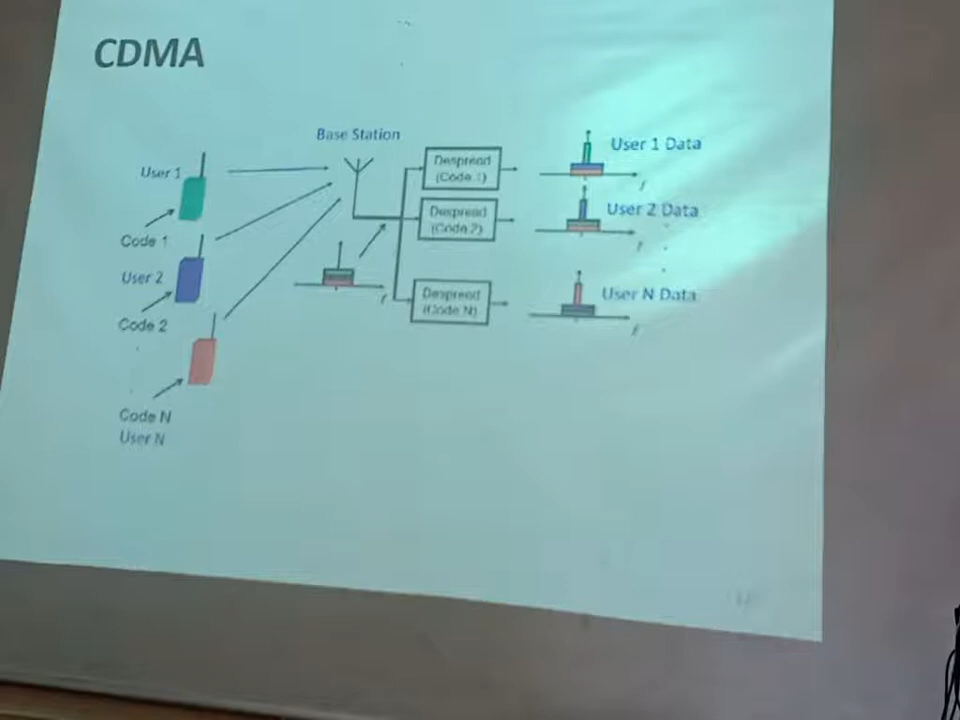 CDMA
Base Station
User 1
Code 1
User 2
Code 2
Code N
User N
Despread
(Code 1)
Despread
(Code 2)
Despread
(Code N)
User 1 Data
f
User 2 Data
f
User N Data
f
f